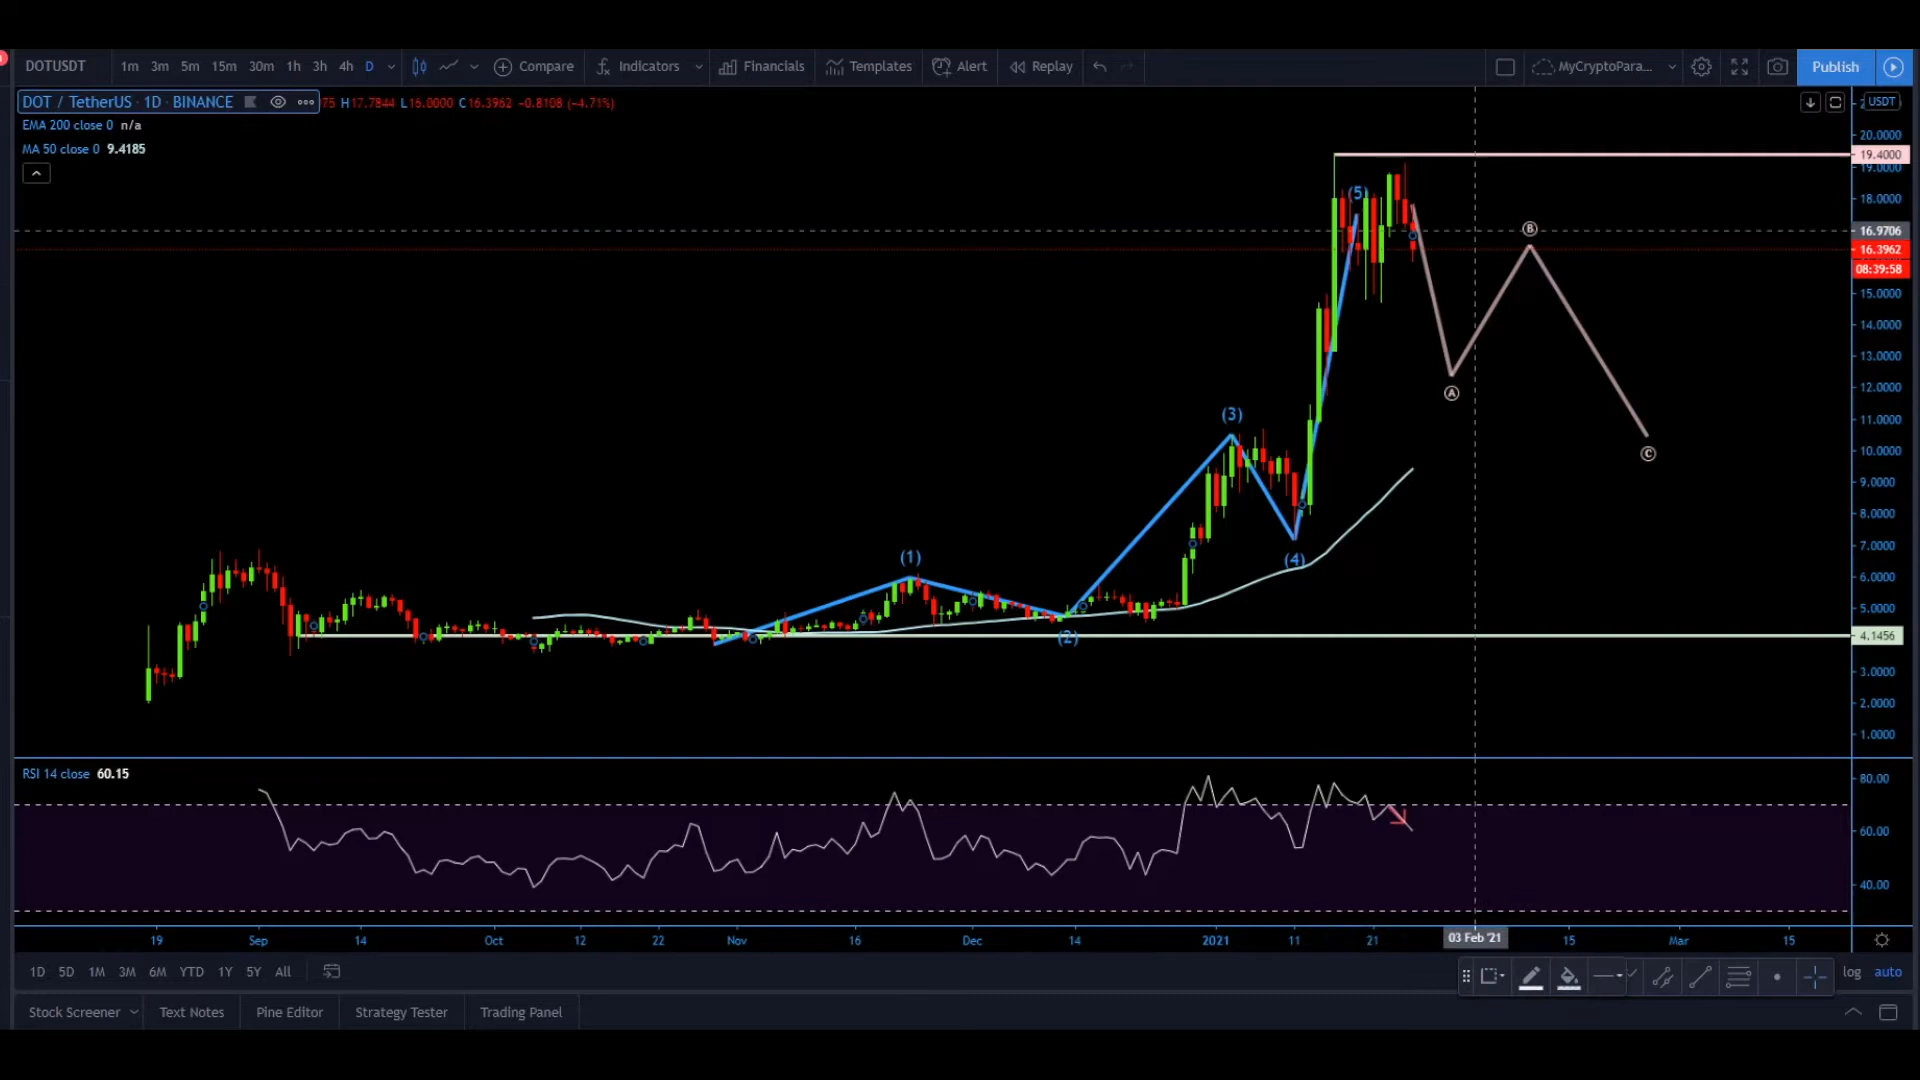 DOTUSDT 1m 3m 5m 15m 30m 1h 3h 4h D Compare Indicators Financials Templates Alert Replay MyCryptoPara... Publish
DOT / TetherUS · 1D · BINANCE 75 H17.7844 L16.0000 C16.3962 −0.8108 (−4.71%)
USDT
EMA 200 close 0 n/a
MA 50 close 0 9.4185
20.0000
19.4000
19.0000
18.0000
16.9706
16.3962
08:39:58
15.0000
14.0000
13.0000
12.0000
11.0000
10.0000
9.0000
8.0000
7.0000
6.0000
5.0000
4.1456
3.0000
2.0000
1.0000
(1)
(2)
(3)
(4)
(5)
A
B
C
RSI 14 close 60.15
80.00
60.00
40.00
19 Sep 14 Oct 12 22 Nov 16 Dec 14 2021 11 21 03 Feb '21 15 Mar 15
1D 5D 1M 3M 6M YTD 1Y 5Y All
log auto
Stock Screener Text Notes Pine Editor Strategy Tester Trading Panel